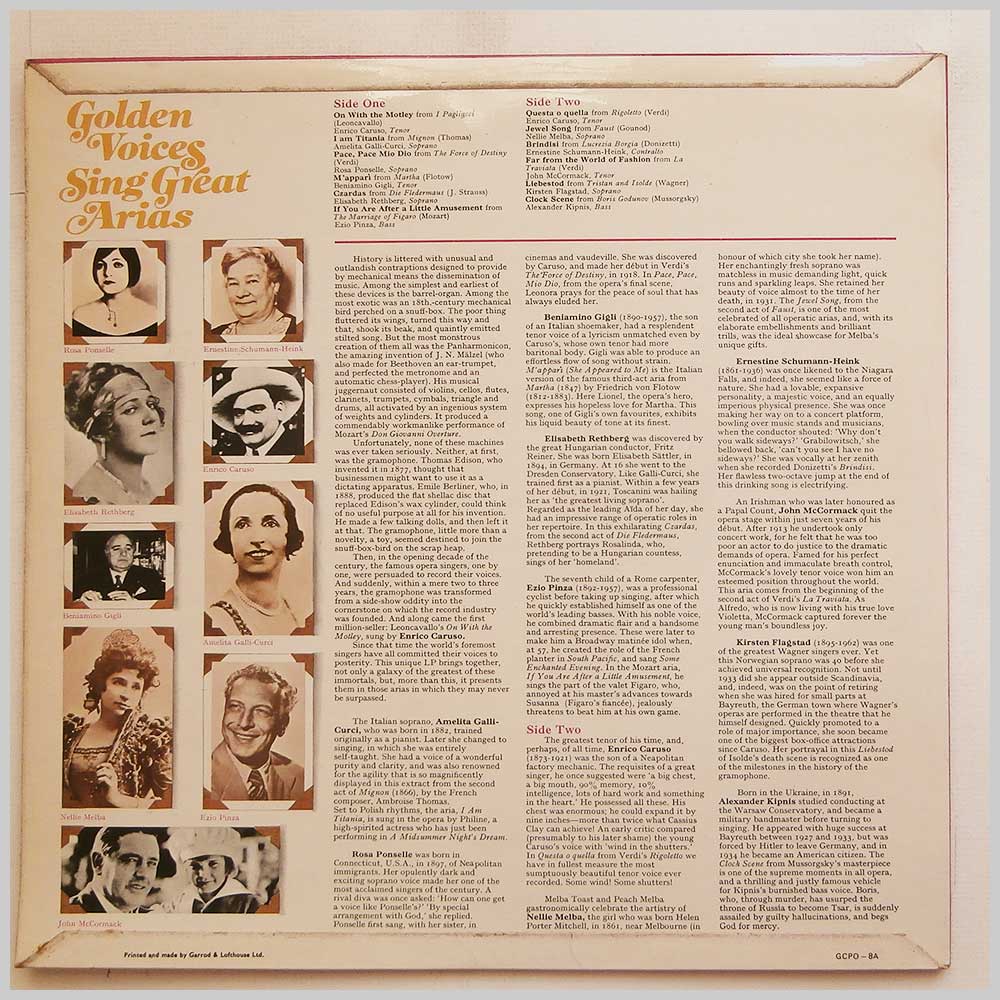 Golden
Voices
Sing Great
Arias
Rosa Ponselle
Ernestine Schumann-Heink
Elisabeth Rethberg
Enrico Caruso
Beniamino Gigli
Amelita Galli-Curci
Nellie Melba
Ezio Pinza
John McCormack
Side One
On With the Motley from I Pagliacci
(Leoncavallo)
Enrico Caruso, Tenor
I am Titania from Mignon (Thomas)
Amelita Galli-Curci, Soprano
Pace, Pace Mio Dio from The Force of Destiny
(Verdi)
Rosa Ponselle, Soprano
M'appari from Martha (Flotow)
Beniamino Gigli, Tenor
Czardas from Die Fledermaus (J. Strauss)
Elisabeth Rethberg, Soprano
If You Are After a Little Amusement from
The Marriage of Figaro (Mozart)
Ezio Pinza, Bass
Side Two
Questa o quella from Rigoletto (Verdi)
Enrico Caruso, Tenor
Jewel Song from Faust (Gounod)
Nellie Melba, Soprano
Brindisi from Lucrezia Borgia (Donizetti)
Ernestine Schumann-Heink, Contralto
Far from the World of Fashion from La
Traviata (Verdi)
John McCormack, Tenor
Liebestod from Tristan and Isolde (Wagner)
Kirsten Flagstad, Soprano
Clock Scene from Boris Godunov (Mussorgsky)
Alexander Kipnis, Bass
History is littered with unusual and
outlandish contraptions designed to provide
by mechanical means the dissemination of
music. Among the simplest and earliest of
these devices is the barrel-organ. Among the
most exotic was an 18th-century mechanical
bird perched on a snuff-box. The poor thing
fluttered its wings, turned this way and
that, shook its beak, and quaintly emitted
stilted song. But the most monstrous
creation of them all was the Panharmonicon,
the amazing invention of J. N. Mälzel (who
also made for Beethoven an ear-trumpet,
and perfected the metronome and an
automatic chess-player). His musical
juggernaut consisted of violins, cellos, flutes,
clarinets, trumpets, cymbals, triangle and
drums, all activated by an ingenious system
of weights and cylinders. It produced a
commendably workmanlike performance of
Mozart's Don Giovanni Overture.
Unfortunately, none of these machines
was ever taken seriously. Neither, at first,
was the gramophone. Thomas Edison, who
invented it in 1877, thought that
businessmen might want to use it as a
dictating apparatus, Emile Berliner, who, in
1888, produced the flat shellac disc that
replaced Edison's wax cylinder, could think
of no useful purpose at all for his invention.
He made a few talking dolls, and then left it
at that. The gramophone, little more than a
novelty, a toy, seemed destined to join the
snuff-box-bird on the scrap heap.
Then, in the opening decade of the
century, the famous opera singers, one by
one, were persuaded to record their voices.
And suddenly, within a mere two to three
years, the gramophone was transformed
from a side-show oddity into the
cornerstone on which the record industry
was founded. And along came the first
million-seller: Leoncavallo's On With the
Motley, sung by Enrico Caruso.
Since that time the world's foremost
singers have all committed their voices to
posterity. This unique LP brings together,
not only a galaxy of the greatest of these
immortals, but, more than this, it presents
them in those arias in which they may never
be surpassed.
The Italian soprano, Amelita Galli-
Curci, who was born in 1882, trained
originally as a pianist. Later she changed to
singing, in which she was entirely
self-taught. She had a voice of a wonderful
purity and clarity, and was also renowned
for the agility that is so magnificently
displayed in this extract from the second
act of Mignon (1866), by the French
composer, Ambroise Thomas.
Set to Polish rhythms, the aria, I Am
Titania, is sung in the opera by Philine, a
high-spirited actress who has just been
performing in A Midsummer Night's Dream.
Rosa Ponselle was born in
Connecticut, U.S.A., in 1897, of Neapolitan
immigrants. Her opulently dark and
exciting soprano voice made her one of the
most acclaimed singers of the century. A
rival diva was once asked: 'How can one get
a voice like Ponselle's?' 'By special
arrangement with God,' she replied.
Ponselle first sang, with her sister, in
cinemas and vaudeville. She was discovered
by Caruso, and made her début in Verdi's
The Force of Destiny, in 1918. In Pace, Pace,
Mio Dio, from the opera's final scene,
Leonora prays for the peace of soul that has
always eluded her.
Beniamino Gigli (1890-1957), the son
of an Italian shoemaker, had a resplendent
tenor voice of a lyricism unmatched even by
Caruso's, whose own tenor had more
baritonal body. Gigli was able to produce an
effortless flow of song without strain.
M'appari (She Appeared to Me) is the Italian
version of the famous third-act aria from
Martha (1847) by Friedrich von Flotow
(1812-1883). Here Lionel, the opera's hero,
expresses his hopeless love for Martha. This
song, one of Gigli's own favourites, exhibits
his liquid beauty of tone at its finest.
Elisabeth Rethberg was discovered by
the great Hungarian conductor, Fritz
Reiner. She was born Elisabeth Sättler, in
1894, in Germany. At 16 she went to the
Dresden Conservatory. Like Galli-Curci, she
trained first as a pianist. Within a few years
of her début, in 1921, Toscanini was hailing
her as 'the greatest living soprano'.
Regarded as the leading Aïda of her day, she
had an impressive range of operatic roles in
her repertoire. In this exhilarating Czardas,
from the second act of Die Fledermaus,
Rethberg portrays Rosalinda, who,
pretending to be a Hungarian countess,
sings of her 'homeland'.
The seventh child of a Rome carpenter,
Ezio Pinza (1892-1957), was a professional
cyclist before taking up singing, after which
he quickly established himself as one of the
world's leading basses. With his noble voice
he combined dramatic flair and a handsome
and arresting presence. These were later to
make him a Broadway matinée idol when,
at 57, he created the role of the French
planter in South Pacific, and sang Some
Enchanted Evening. In the Mozart aria,
If You Are After a Little Amusement, he
sings the part of the valet Figaro, who,
annoyed at his master's advances towards
Susanna (Figaro's fiancée), jealously
threatens to beat him at his own game.
Side Two
The greatest tenor of his time, and,
perhaps, of all time, Enrico Caruso
(1873-1921) was the son of a Neapolitan
factory mechanic. The requisites of a great
singer, he once suggested were 'a big chest,
a big mouth, 90% memory, 10%
intelligence, lots of hard work and something
in the heart.' He possessed all these. His
chest was enormous; he could expand it by
nine inches—more than twice what Cassius
Clay can achieve! An early critic compared
(presumably to his later shame) the young
Caruso's voice with 'wind in the shutters.'
In Questa o quella from Verdi's Rigoletto we
have in fullest measure the most
sumptuously beautiful tenor voice ever
recorded. Some wind! Some shutters!
Melba Toast and Peach Melba
gastronomically celebrate the artistry of
Nellie Melba, the girl who was born Helen
Porter Mitchell, in 1861, near Melbourne (in
honour of which city she took her name).
Her enchantingly fresh soprano was
matchless in music demanding light, quick
runs and sparkling leaps. She retained her
beauty of voice almost to the time of her
death, in 1931. The Jewel Song, from the
second act of Faust, is one of the most
celebrated of all operatic arias, and, with its
elaborate embellishments and brilliant
trills, was the ideal showcase for Melba's
unique gifts.
Ernestine Schumann-Heink
(1861-1936) was once likened to the Niagara
Falls, and indeed, she seemed like a force of
nature. She had a lovable, expansive
personality, a majestic voice, and an equally
imperious physical presence. She was once
making her way on to a concert platform,
bowling over music stands and musicians,
when the conductor shouted: 'Why don't
you walk sideways?' 'Grabilowitsch,' she
bellowed back, 'can't you see I have no
sideways?' She was vocally at her zenith
when she recorded Donizetti's Brindisi.
Her flawless two-octave jump at the end of
this drinking song is electrifying.
An Irishman who was later honoured as
a Papal Count, John McCormack quit the
opera stage within just seven years of his
début. After 1913 he undertook only
concert work, for he felt that he was too
poor an actor to do justice to the dramatic
demands of opera. Famed for his perfect
enunciation and immaculate breath control,
McCormack's lovely tenor voice won him an
esteemed position throughout the world.
This aria comes from the beginning of the
second act of Verdi's La Traviata. As
Alfredo, who is now living with his true love
Violetta, McCormack captured forever the
young man's boundless joy.
Kirsten Flagstad (1895-1962) was one
of the greatest Wagner singers ever. Yet
this Norwegian soprano was 40 before she
achieved universal recognition. Not until
1933 did she appear outside Scandinavia,
and, indeed, was on the point of retiring
when she was hired for small parts at
Bayreuth, the German town where Wagner's
operas are performed in the theatre that he
himself designed. Quickly promoted to a
role of major importance, she soon became
one of the biggest box-office attractions
since Caruso. Her portrayal in this Liebestod
of Isolde's death scene is recognized as one
of the milestones in the history of the
gramophone.
Born in the Ukraine, in 1891,
Alexander Kipnis studied conducting at
the Warsaw Conservatory, and became a
military bandmaster before turning to
singing. He appeared with huge success at
Bayreuth between 1927 and 1933, but was
forced by Hitler to leave Germany, and in
1934 he became an American citizen. The
Clock Scene from Mussorgsky's masterpiece
is one of the supreme moments in all opera,
and a thrilling and justly famous vehicle
for Kipnis's burnished bass voice. Boris,
who, through murder, has usurped the
throne of Russia to become Tsar, is suddenly
assailed by guilty hallucinations, and begs
God for mercy.
Printed and made by Garrod & Lofthouse Ltd.
GCPO – 8A